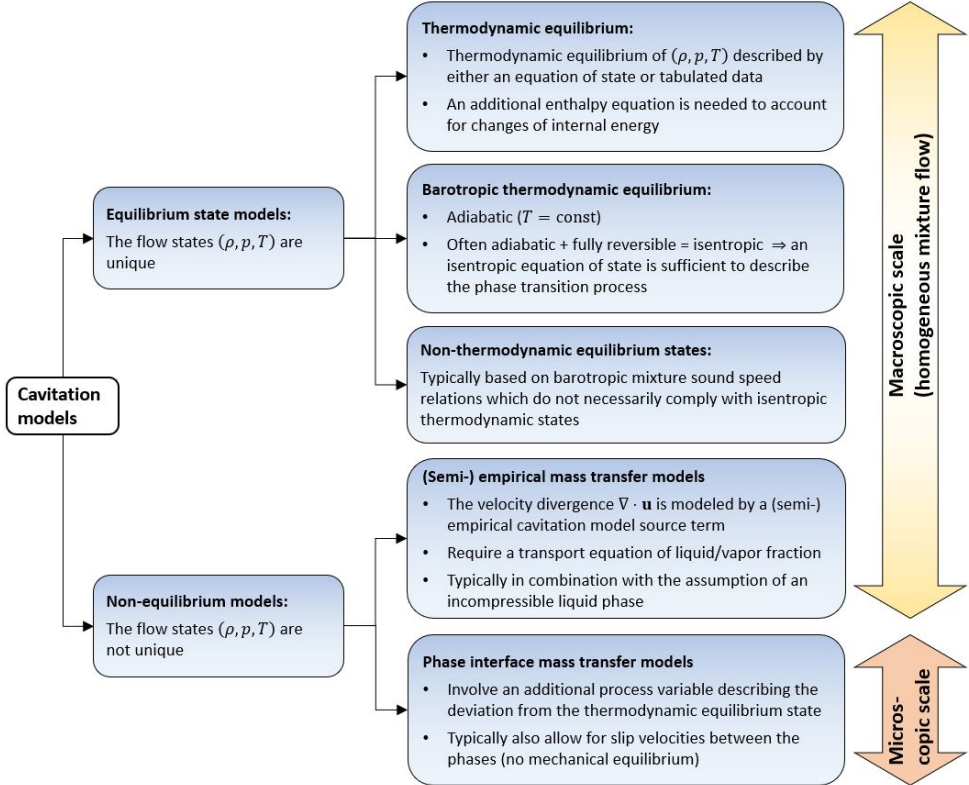 Thermodynamic equilibrium:
• Thermodynamic equilibrium of (ρ, p, T) described by
either an equation of state or tabulated data
• An additional enthalpy equation is needed to account
for changes of internal energy
Equilibrium state models:
The flow states (ρ, p, T) are
unique
Barotropic thermodynamic equilibrium:
• Adiabatic (T = const)
• Often adiabatic + fully reversible = isentropic ⇒ an
isentropic equation of state is sufficient to describe
the phase transition process
Non-thermodynamic equilibrium states:
Typically based on barotropic mixture sound speed
relations which do not necessarily comply with isentropic
thermodynamic states
Cavitation
models
(Semi-) empirical mass transfer models
• The velocity divergence ∇ · u is modeled by a (semi-)
empirical cavitation model source term
• Require a transport equation of liquid/vapor fraction
• Typically in combination with the assumption of an
incompressible liquid phase
Non-equilibrium models:
The flow states (ρ, p, T) are
not unique
Phase interface mass transfer models
• Involve an additional process variable describing the
deviation from the thermodynamic equilibrium state
• Typically also allow for slip velocities between the
phases (no mechanical equilibrium)
Macroscopic scale
(homogeneous mixture flow)
Micros-
copic scale